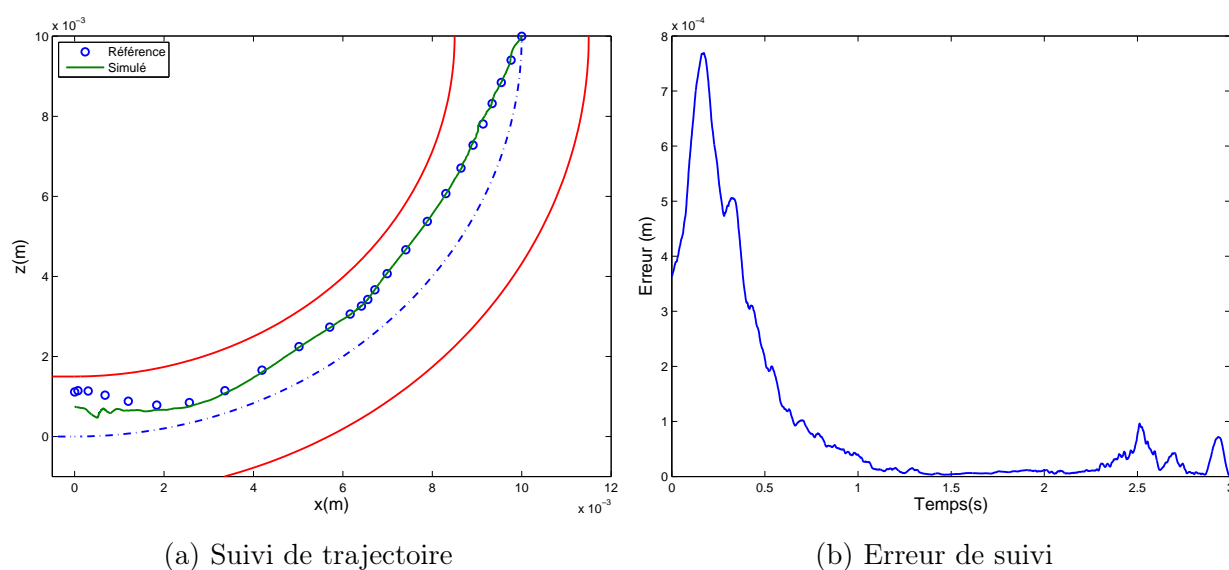 x 10⁻³
10
8
6
4
2
0
z(m)
Référence
Simulé
0 2 4 6 8 10 12
x(m)
x 10⁻³
(a) Suivi de trajectoire
x 10⁻⁴
8
7
6
5
4
3
2
1
0
Erreur (m)
0 0.5 1 1.5 2 2.5 3
Temps(s)
(b) Erreur de suivi